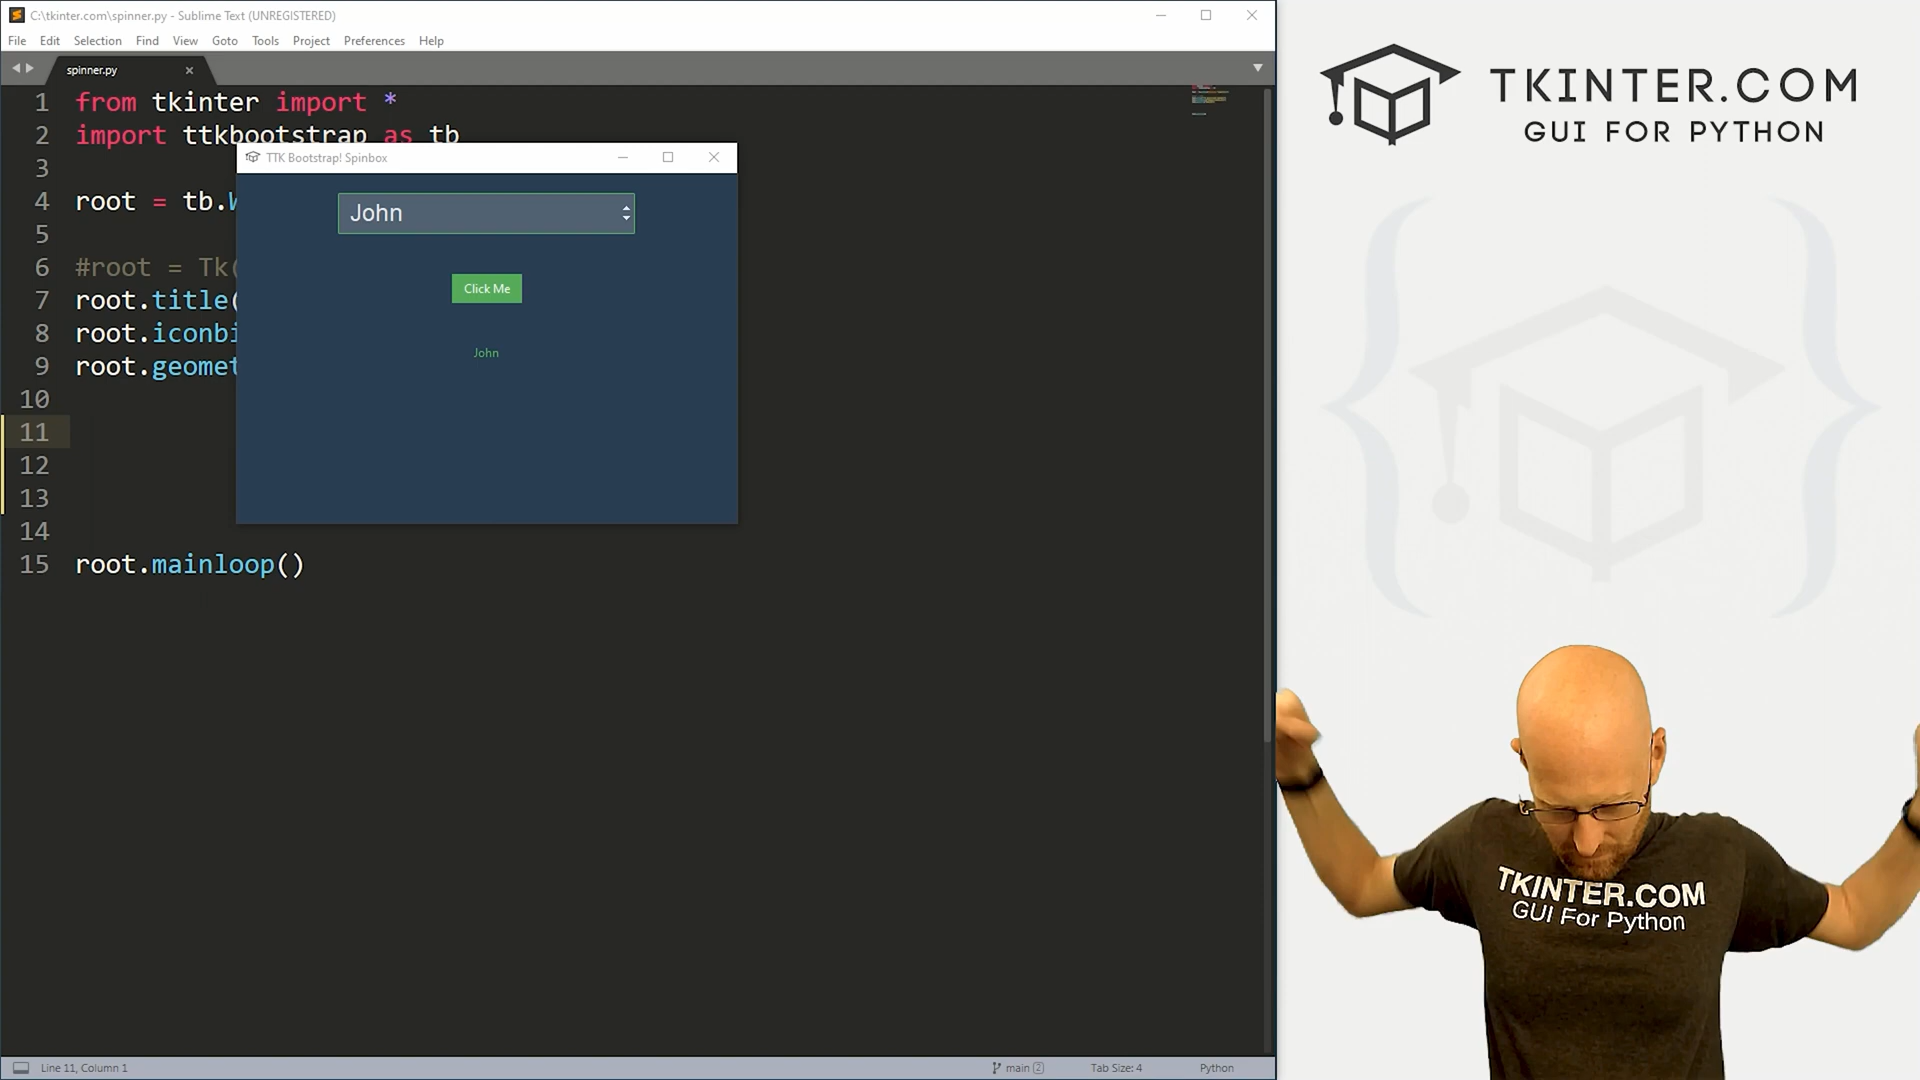 C:\tkinter.com\spinner.py - Sublime Text (UNREGISTERED)
File Edit Selection Find View Goto Tools Project Preferences Help
spinner.py
1 from tkinter import *
2 import ttkbootstrap as tb
3
4 root = tb.W
5
6 #root = Tk(
7 root.title(
8 root.iconbi
9 root.geomet
10
11
12
13
14
15 root.mainloop()
TTK Bootstrap! Spinbox
John
Click Me
John
Line 11, Column 1
main 2
Tab Size: 4
Python
TKINTER.COM
GUI FOR PYTHON
TKINTER.COM
GUI For Python